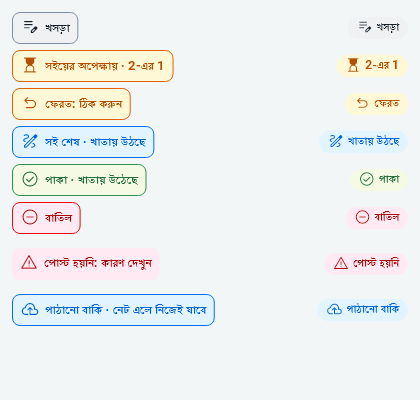 খসড়া
খসড়া
সইয়ের অপেক্ষায় · 2-এর 1
2-এর 1
ফেরত: ঠিক করুন
ফেরত
সই শেষ · খাতায় উঠছে
খাতায় উঠছে
পাকা · খাতায় উঠেছে
পাকা
বাতিল
বাতিল
পোস্ট হয়নি: কারণ দেখুন
পোস্ট হয়নি
পাঠানো বাকি · নেট এলে নিজেই যাবে
পাঠানো বাকি